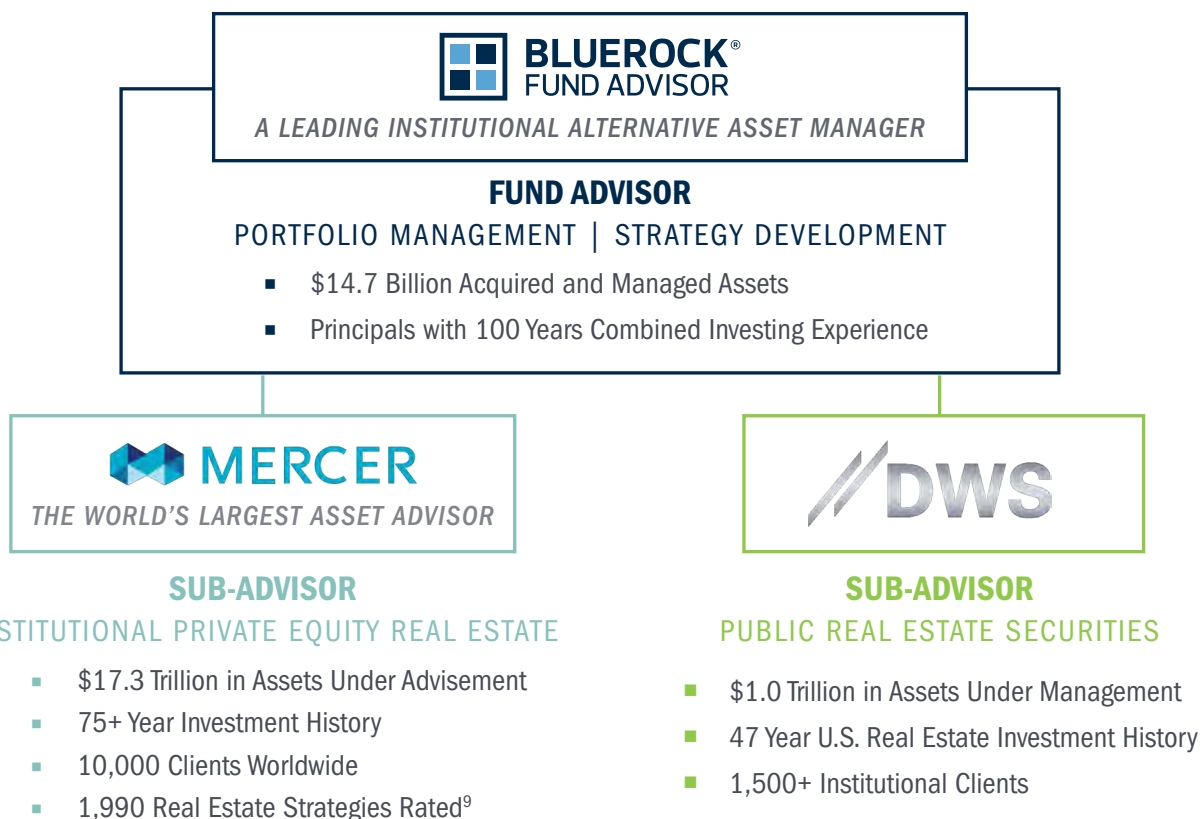 BLUEROCK®
FUND ADVISOR
A LEADING INSTITUTIONAL ALTERNATIVE ASSET MANAGER
FUND ADVISOR
PORTFOLIO MANAGEMENT | STRATEGY DEVELOPMENT
▪ $14.7 Billion Acquired and Managed Assets
▪ Principals with 100 Years Combined Investing Experience
MERCER
THE WORLD'S LARGEST ASSET ADVISOR
SUB-ADVISOR
STITUTIONAL PRIVATE EQUITY REAL ESTATE
▪ $17.3 Trillion in Assets Under Advisement
▪ 75+ Year Investment History
▪ 10,000 Clients Worldwide
▪ 1,990 Real Estate Strategies Rated⁹
DWS
SUB-ADVISOR
PUBLIC REAL ESTATE SECURITIES
▪ $1.0 Trillion in Assets Under Management
▪ 47 Year U.S. Real Estate Investment History
▪ 1,500+ Institutional Clients